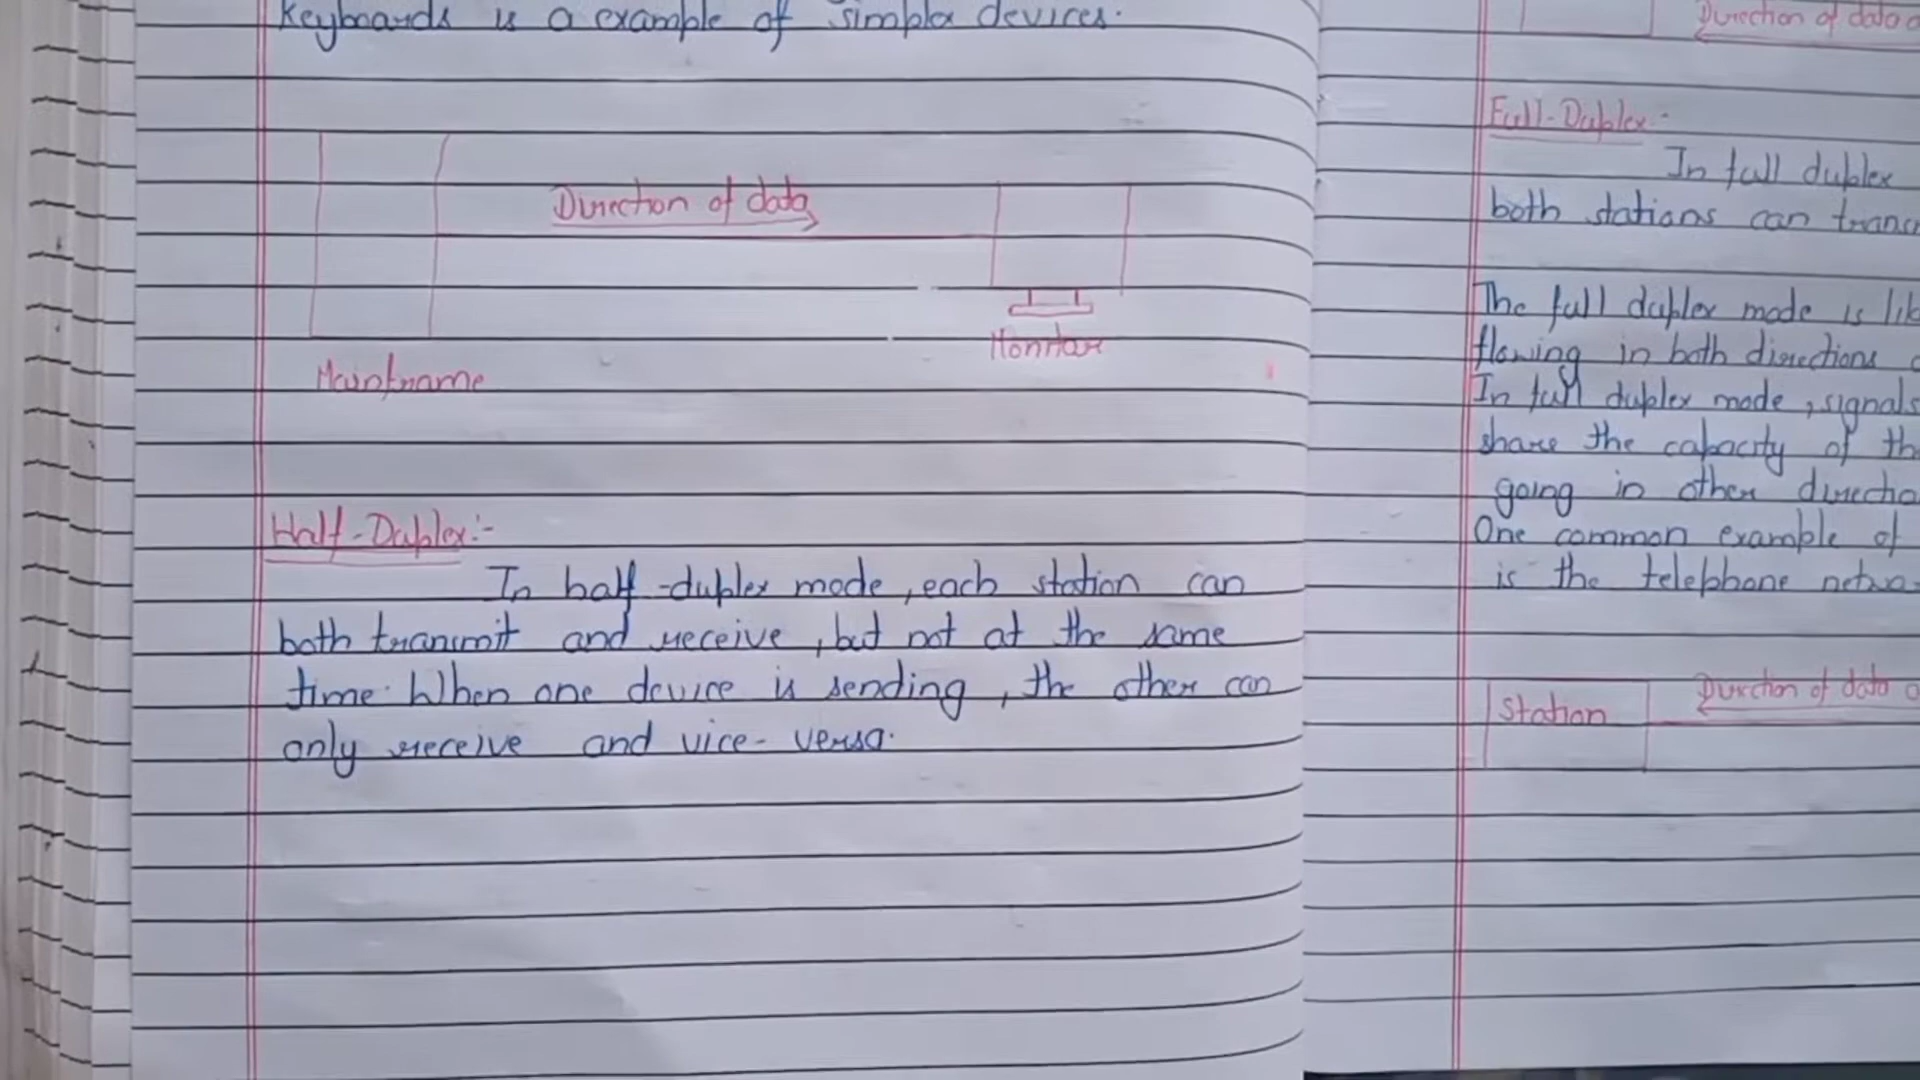 Keyboards is a example of simplex devices.
Direction of data
Monitor
Mainframe
Half-Duplex:-
In half-duplex mode, each station can
both transmit and receive, but not at the same
time. When one device is sending, the other can
only receive and vice-versa.
Direction of data
Full-Duplex:-
In full duplex
both stations can
The full duplex mode is
flowing in both directions
In full duplex mode, signals
share the capacity of
going in other
One common example of
is the telephone
Station
Direction of data